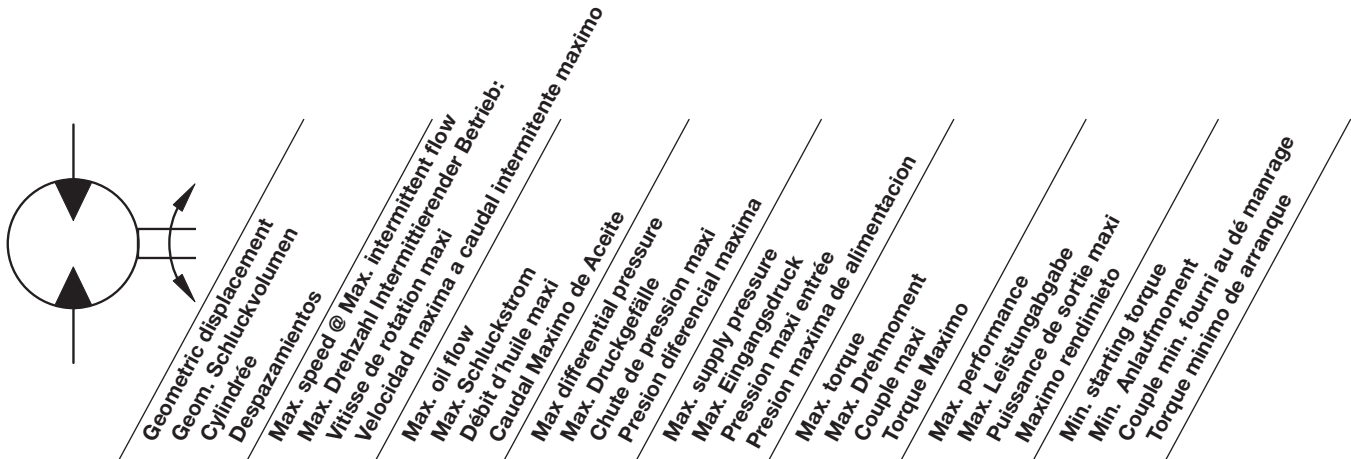 Geometric displacement
Geom. Schluckvolumen
Cylindrée
Despazamientos
Max. speed @ Max. intermittent flow
Max. Drehzahl Intermittierender Betrieb:
Vitisse de rotation maxi
Velocidad maxima a caudal intermitente maximo
Max. oil flow
Max. Schluckstrom
Débit d'huile maxi
Caudal Maximo de Aceite
Max differential pressure
Max. Druckgefälle
Chute de pression maxi
Presion diferencial maxima
Max. supply pressure
Max. Eingangsdruck
Pression maxi entrée
Presion maxima de alimentacion
Max. torque
Max. Drehmoment
Couple maxi
Torque Maximo
Max. performance
Max. Leistungabgabe
Puissance de sortie maxi
Maximo rendimieto
Min. starting torque
Min. Anlaufmoment
Couple min. fourni au dé manrage
Torque minimo de arranque